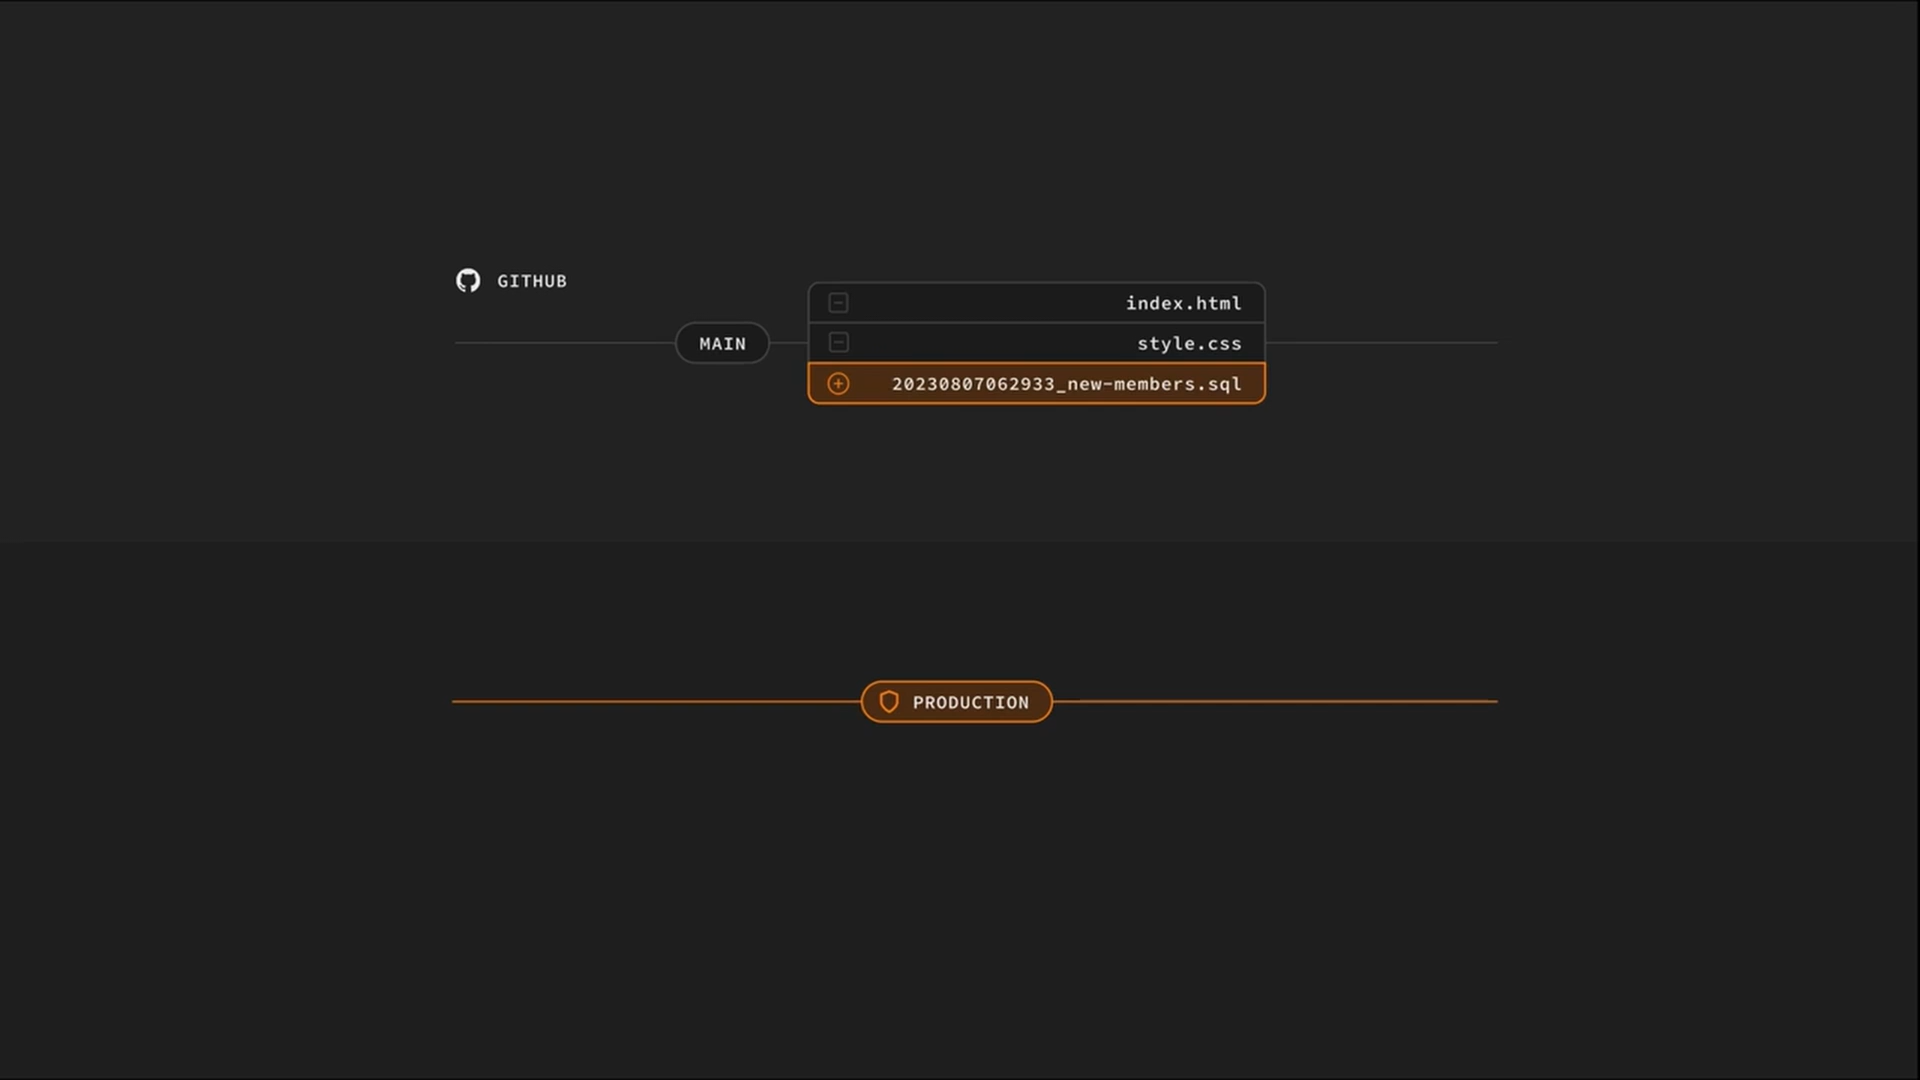 GITHUB
MAIN
index.html
style.css
20230807062933_new-members.sql
PRODUCTION